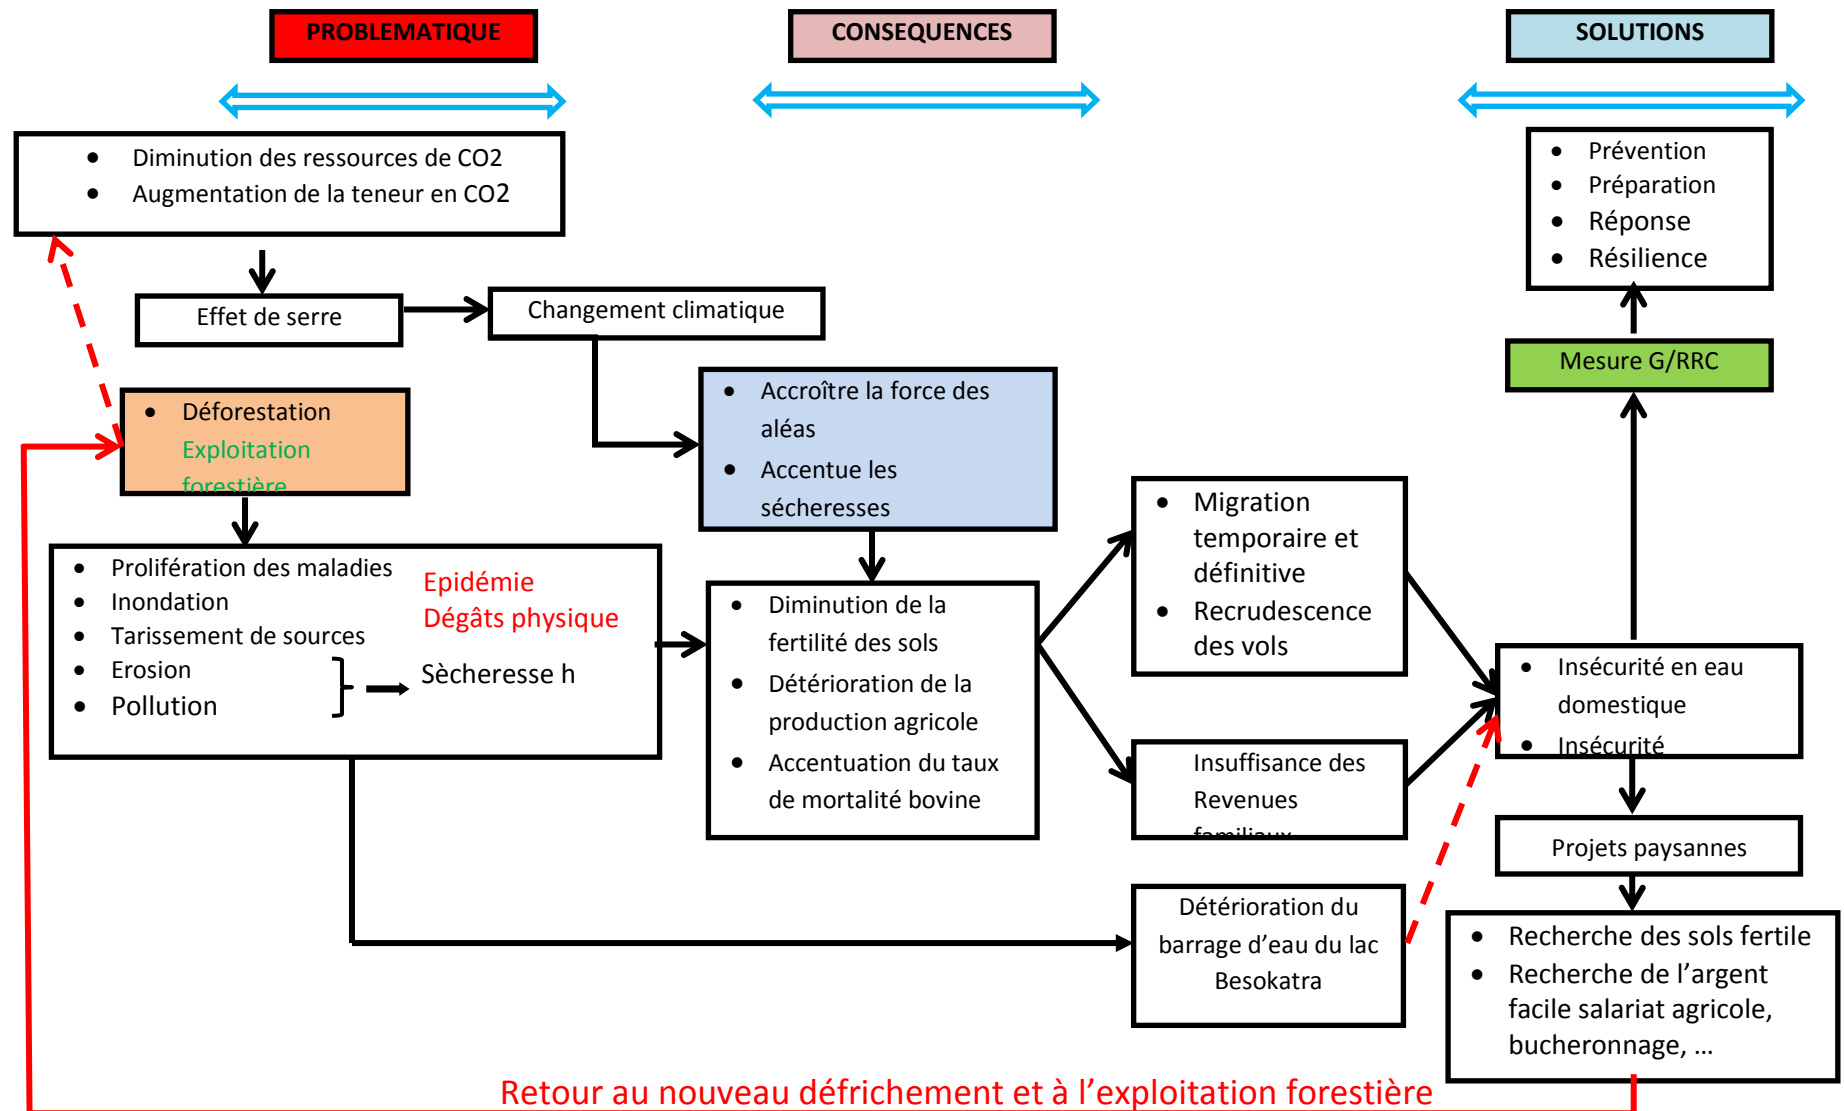 PROBLEMATIQUE
CONSEQUENCES
SOLUTIONS
• Diminution des ressources de CO2
• Augmentation de la teneur en CO2
• Prévention
• Préparation
• Réponse
• Résilience
Effet de serre
Changement climatique
Mesure G/RRC
• Déforestation
Exploitation
forestière
• Accroître la force des
aléas
• Accentue les
sécheresses
• Prolifération des maladies
• Inondation
• Tarissement de sources
• Erosion
• Pollution
Epidémie
Dégâts physique
Sècheresse h
• Diminution de la
fertilité des sols
• Détérioration de la
production agricole
• Accentuation du taux
de mortalité bovine
• Migration
temporaire et
définitive
• Recrudescence
des vols
Insuffisance des
Revenues
familiaux
• Insécurité en eau
domestique
• Insécurité
Projets paysannes
Détérioration du
barrage d’eau du lac
Besokatra
• Recherche des sols fertile
• Recherche de l’argent
facile salariat agricole,
bucheronnage, ...
Retour au nouveau défrichement et à l’exploitation forestière